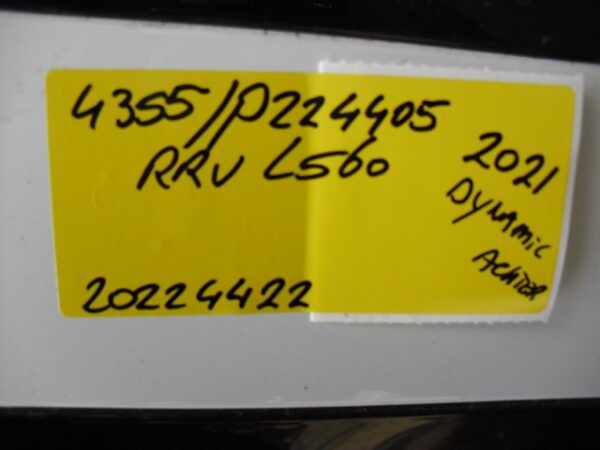 4355/P224405
RRV L560
2021
DYNAMIC
ACHTER
20224422